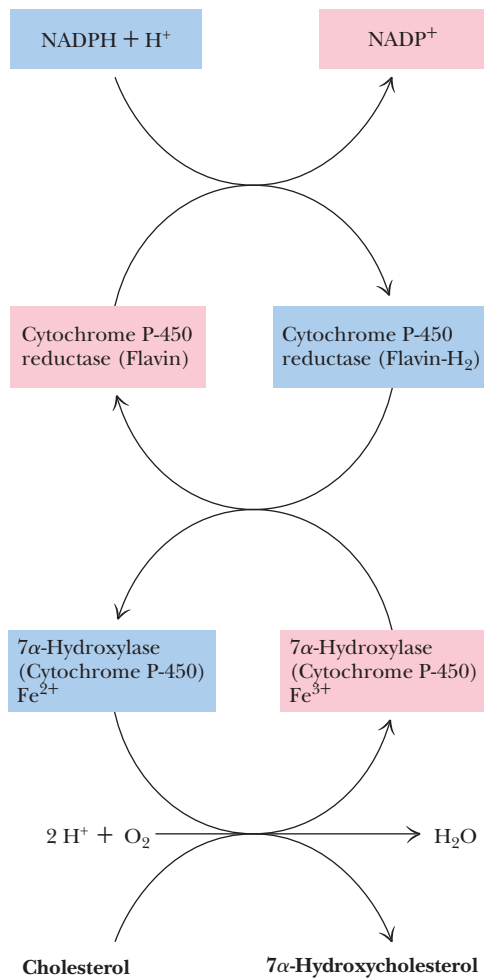 NADPH + H⁺
NADP⁺
Cytochrome P-450
reductase (Flavin)
Cytochrome P-450
reductase (Flavin-H₂)
7α-Hydroxylase
(Cytochrome P-450)
Fe²⁺
7α-Hydroxylase
(Cytochrome P-450)
Fe³⁺
2 H⁺ + O₂
H₂O
Cholesterol
7α-Hydroxycholesterol